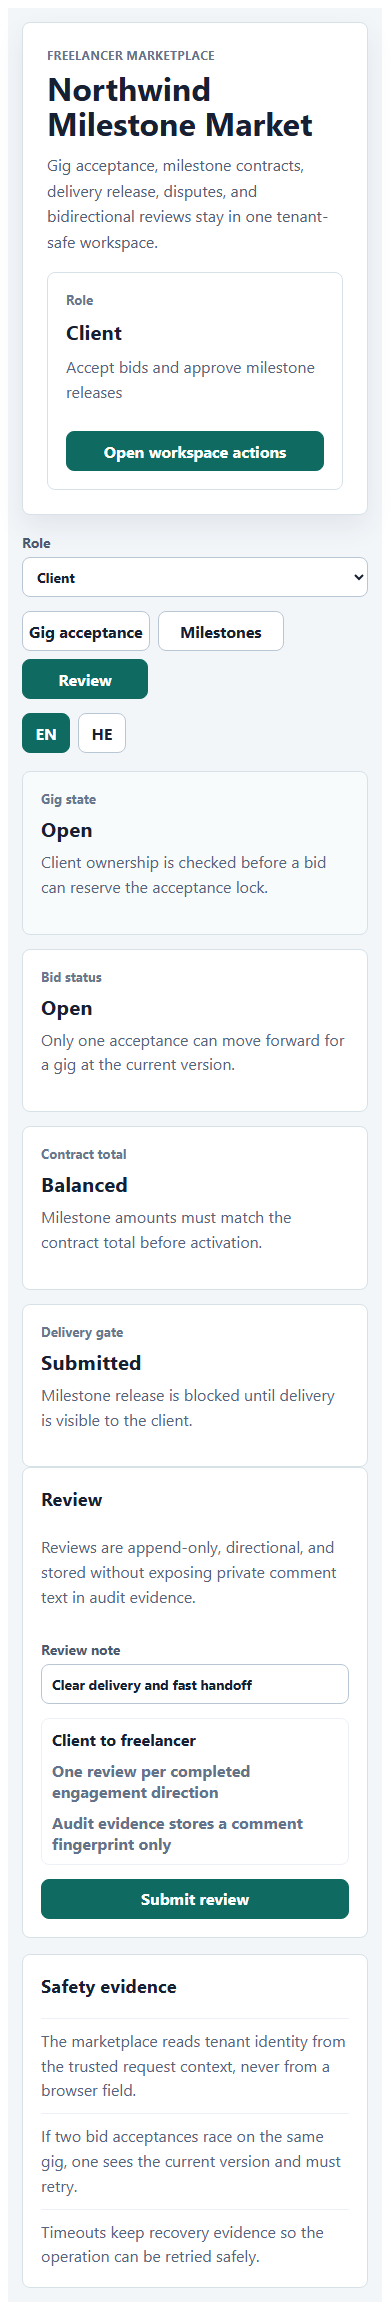 FREELANCER MARKETPLACE
Northwind
Milestone Market
Gig acceptance, milestone contracts,
delivery release, disputes, and
bidirectional reviews stay in one tenant-
safe workspace.
Role
Client
Accept bids and approve milestone
releases
Open workspace actions
Role
Client
Gig acceptance
Milestones
Review
EN
HE
Gig state
Open
Client ownership is checked before a bid
can reserve the acceptance lock.
Bid status
Open
Only one acceptance can move forward for
a gig at the current version.
Contract total
Balanced
Milestone amounts must match the
contract total before activation.
Delivery gate
Submitted
Milestone release is blocked until delivery
is visible to the client.
Review
Reviews are append-only, directional, and
stored without exposing private comment
text in audit evidence.
Review note
Clear delivery and fast handoff
Client to freelancer
One review per completed
engagement direction
Audit evidence stores a comment
fingerprint only
Submit review
Safety evidence
The marketplace reads tenant identity from
the trusted request context, never from a
browser field.
If two bid acceptances race on the same
gig, one sees the current version and must
retry.
Timeouts keep recovery evidence so the
operation can be retried safely.